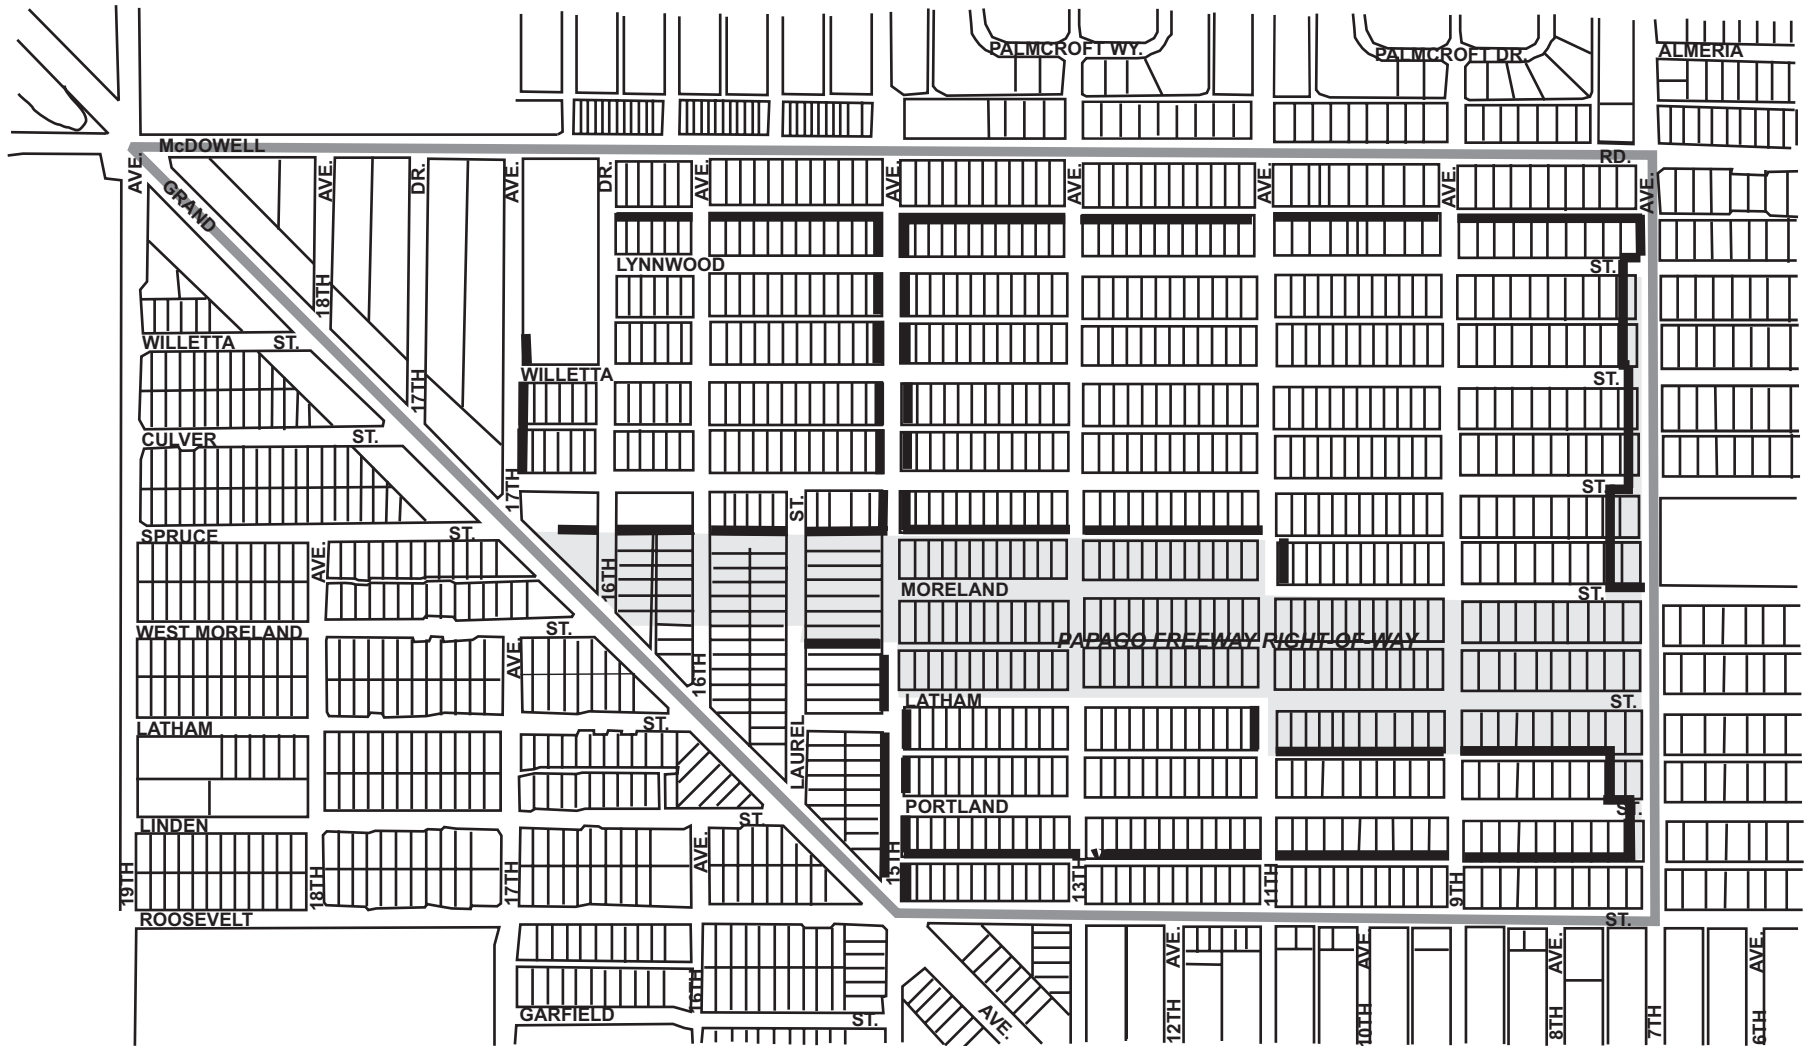 PALMCROFT WY.
PALMCROFT DR.
ALMERIA
McDOWELL
RD.
AVE.
AVE.
DR.
AVE.
DR.
AVE.
AVE.
AVE.
AVE.
AVE.
AVE.
GRAND
LYNNWOOD
ST.
18TH
WILLETTA
ST.
WILLETTA
ST.
17TH
CULVER
ST.
17TH
ST.
ST.
SPRUCE
ST.
AVE.
16TH
MORELAND
ST.
WEST MORELAND
ST.
PAPAGO FREEWAY RIGHT-OF-WAY
AVE.
16TH
LATHAM
ST.
LATHAM
ST.
LAUREL
PORTLAND
ST.
LINDEN
ST.
AVE.
19TH
18TH
17TH
15TH
13TH
11TH
9TH
ROOSEVELT
ST.
AVE.
AVE.
AVE.
AVE.
16TH
GARFIELD
ST.
AVE.
12TH
10TH
8TH
7TH
6TH